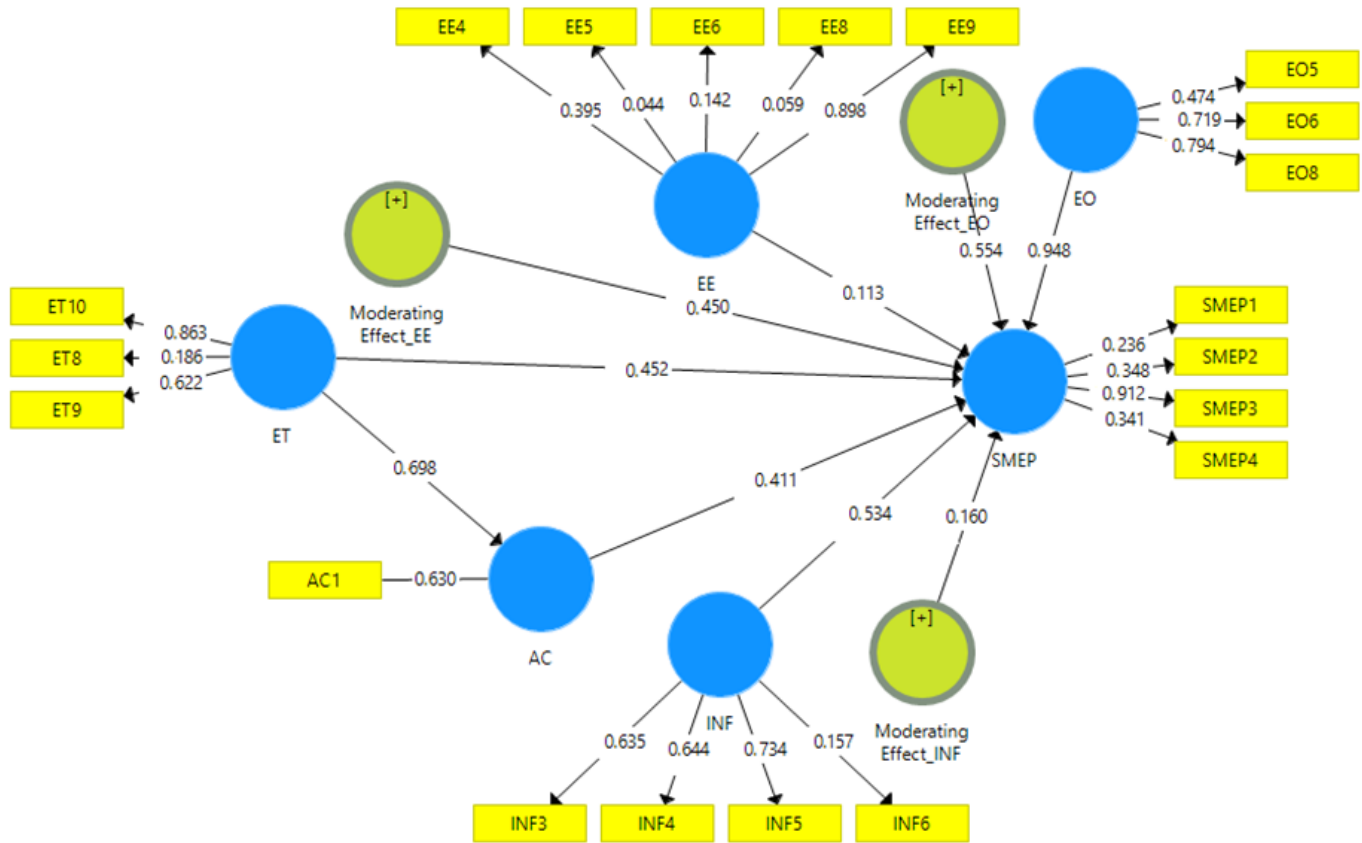 EE4
EE5
EE6
EE8
EE9
0.395
0.044
0.142
0.059
0.898
[+]
Moderating
Effect_EO
EO
EO5
EO6
EO8
0.474
0.719
0.794
0.554
0.948
[+]
Moderating
Effect_EE
EE
0.450
0.113
ET10
ET8
ET9
0.863
0.186
0.622
ET
0.452
SMEP
SMEP1
SMEP2
SMEP3
SMEP4
0.236
0.348
0.912
0.341
0.698
0.411
0.534
0.160
AC1
0.630
AC
INF
[+]
Moderating
Effect_INF
0.635
0.644
0.734
0.157
INF3
INF4
INF5
INF6